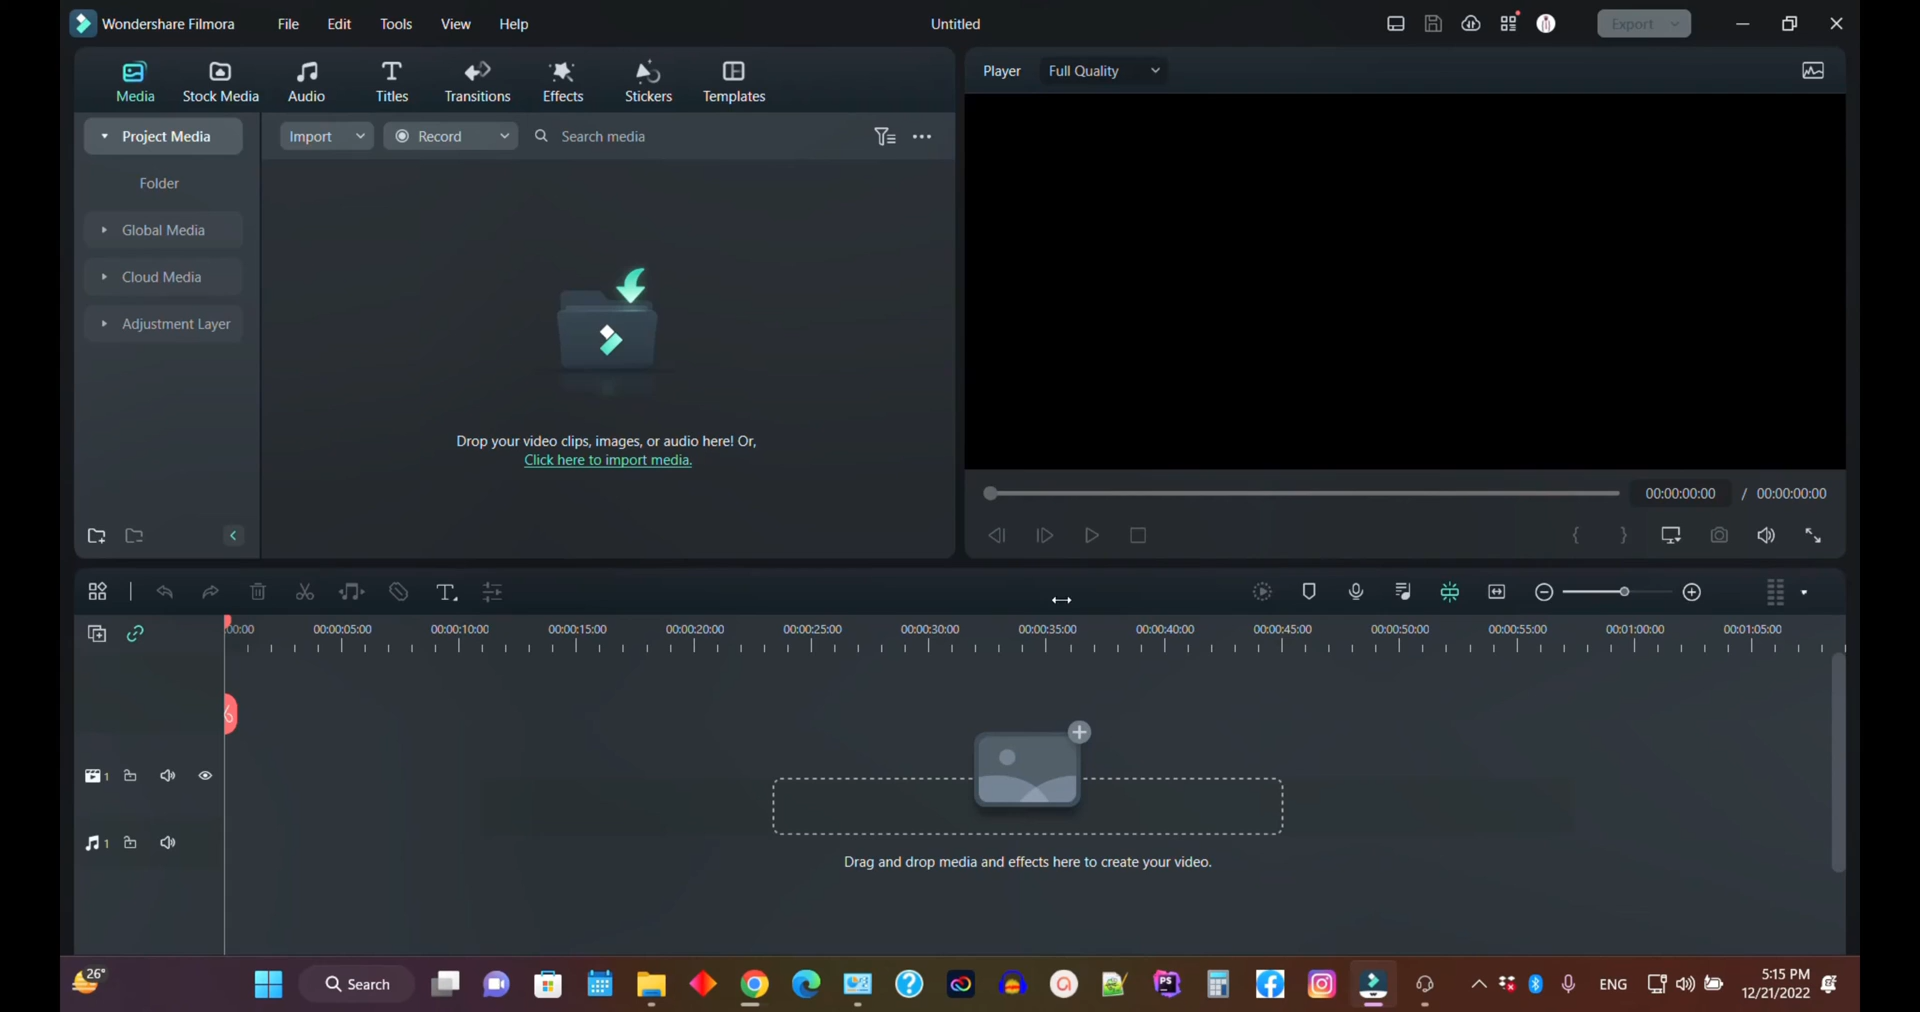 Wondershare Filmora File Edit Tools View Help Untitled Export
Media Stock Media Audio Titles Transitions Effects Stickers Templates
Player Full Quality
Project Media Import Record Search media
Folder
Global Media
Cloud Media
Adjustment Layer
Drop your video clips, images, or audio here! Or,
Click here to import media.
00:00:00:00 / 00:00:00:00
:00:00 00:00:05:00 00:00:10:00 00:00:15:00 00:00:20:00 00:00:25:00 00:00:30:00 00:00:35:00 00:00:40:00 00:00:45:00 00:00:50:00 00:00:55:00 00:01:00:00 00:01:05:00
1
1
Drag and drop media and effects here to create your video.
26° Search PS ENG 5:15 PM
12/21/2022